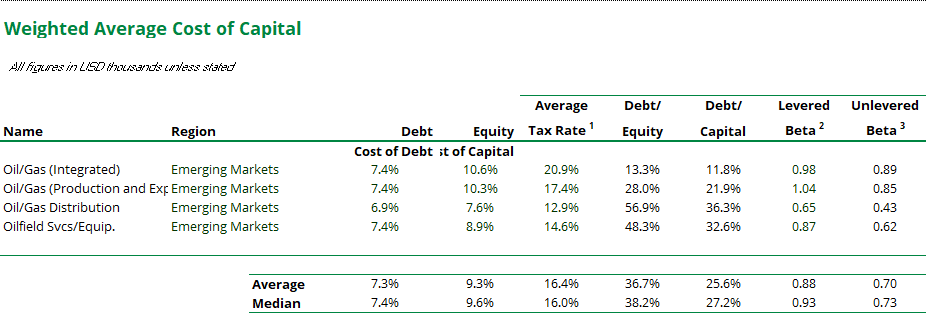 Weighted Average Cost of Capital
All figures in USD thousands unless stated
Average Debt/ Debt/ Levered Unlevered
Name Region Debt Equity Tax Rate 1 Equity Capital Beta 2 Beta 3
Cost of Debt st of Capital
Oil/Gas (Integrated) Emerging Markets 7.4% 10.6% 20.9% 13.3% 11.8% 0.98 0.89
Oil/Gas (Production and Exp Emerging Markets 7.4% 10.3% 17.4% 28.0% 21.9% 1.04 0.85
Oil/Gas Distribution Emerging Markets 6.9% 7.6% 12.9% 56.9% 36.3% 0.65 0.43
Oilfield Svcs/Equip. Emerging Markets 7.4% 8.9% 14.6% 48.3% 32.6% 0.87 0.62
Average 7.3% 9.3% 16.4% 36.7% 25.6% 0.88 0.70
Median 7.4% 9.6% 16.0% 38.2% 27.2% 0.93 0.73